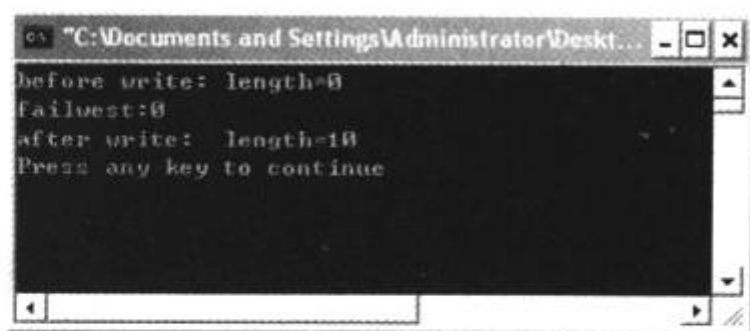 "C:\Documents and Settings\Administrator\Deskt...
before write: length=0
failwest:0
after write:  length=10
Press any key to continue